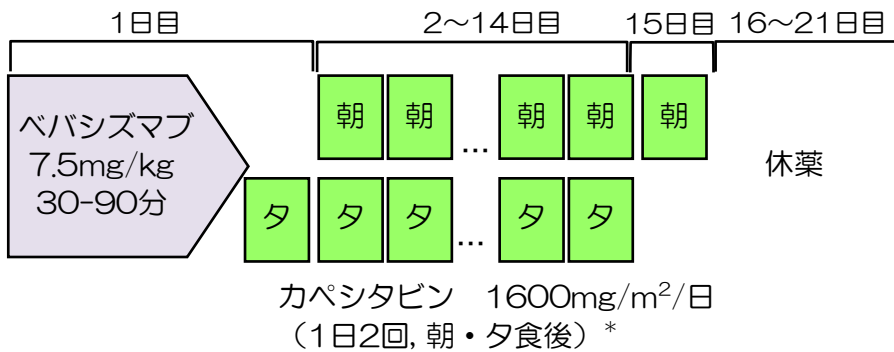 1日目 2～14日目 15日目 16～21日目
ベバシズマブ
7.5mg/kg
30-90分
朝 朝 … 朝 朝 朝
休薬
夕 夕 夕 … 夕 夕
カペシタビン 1600mg/m²/日
（1日2回, 朝・夕食後）*